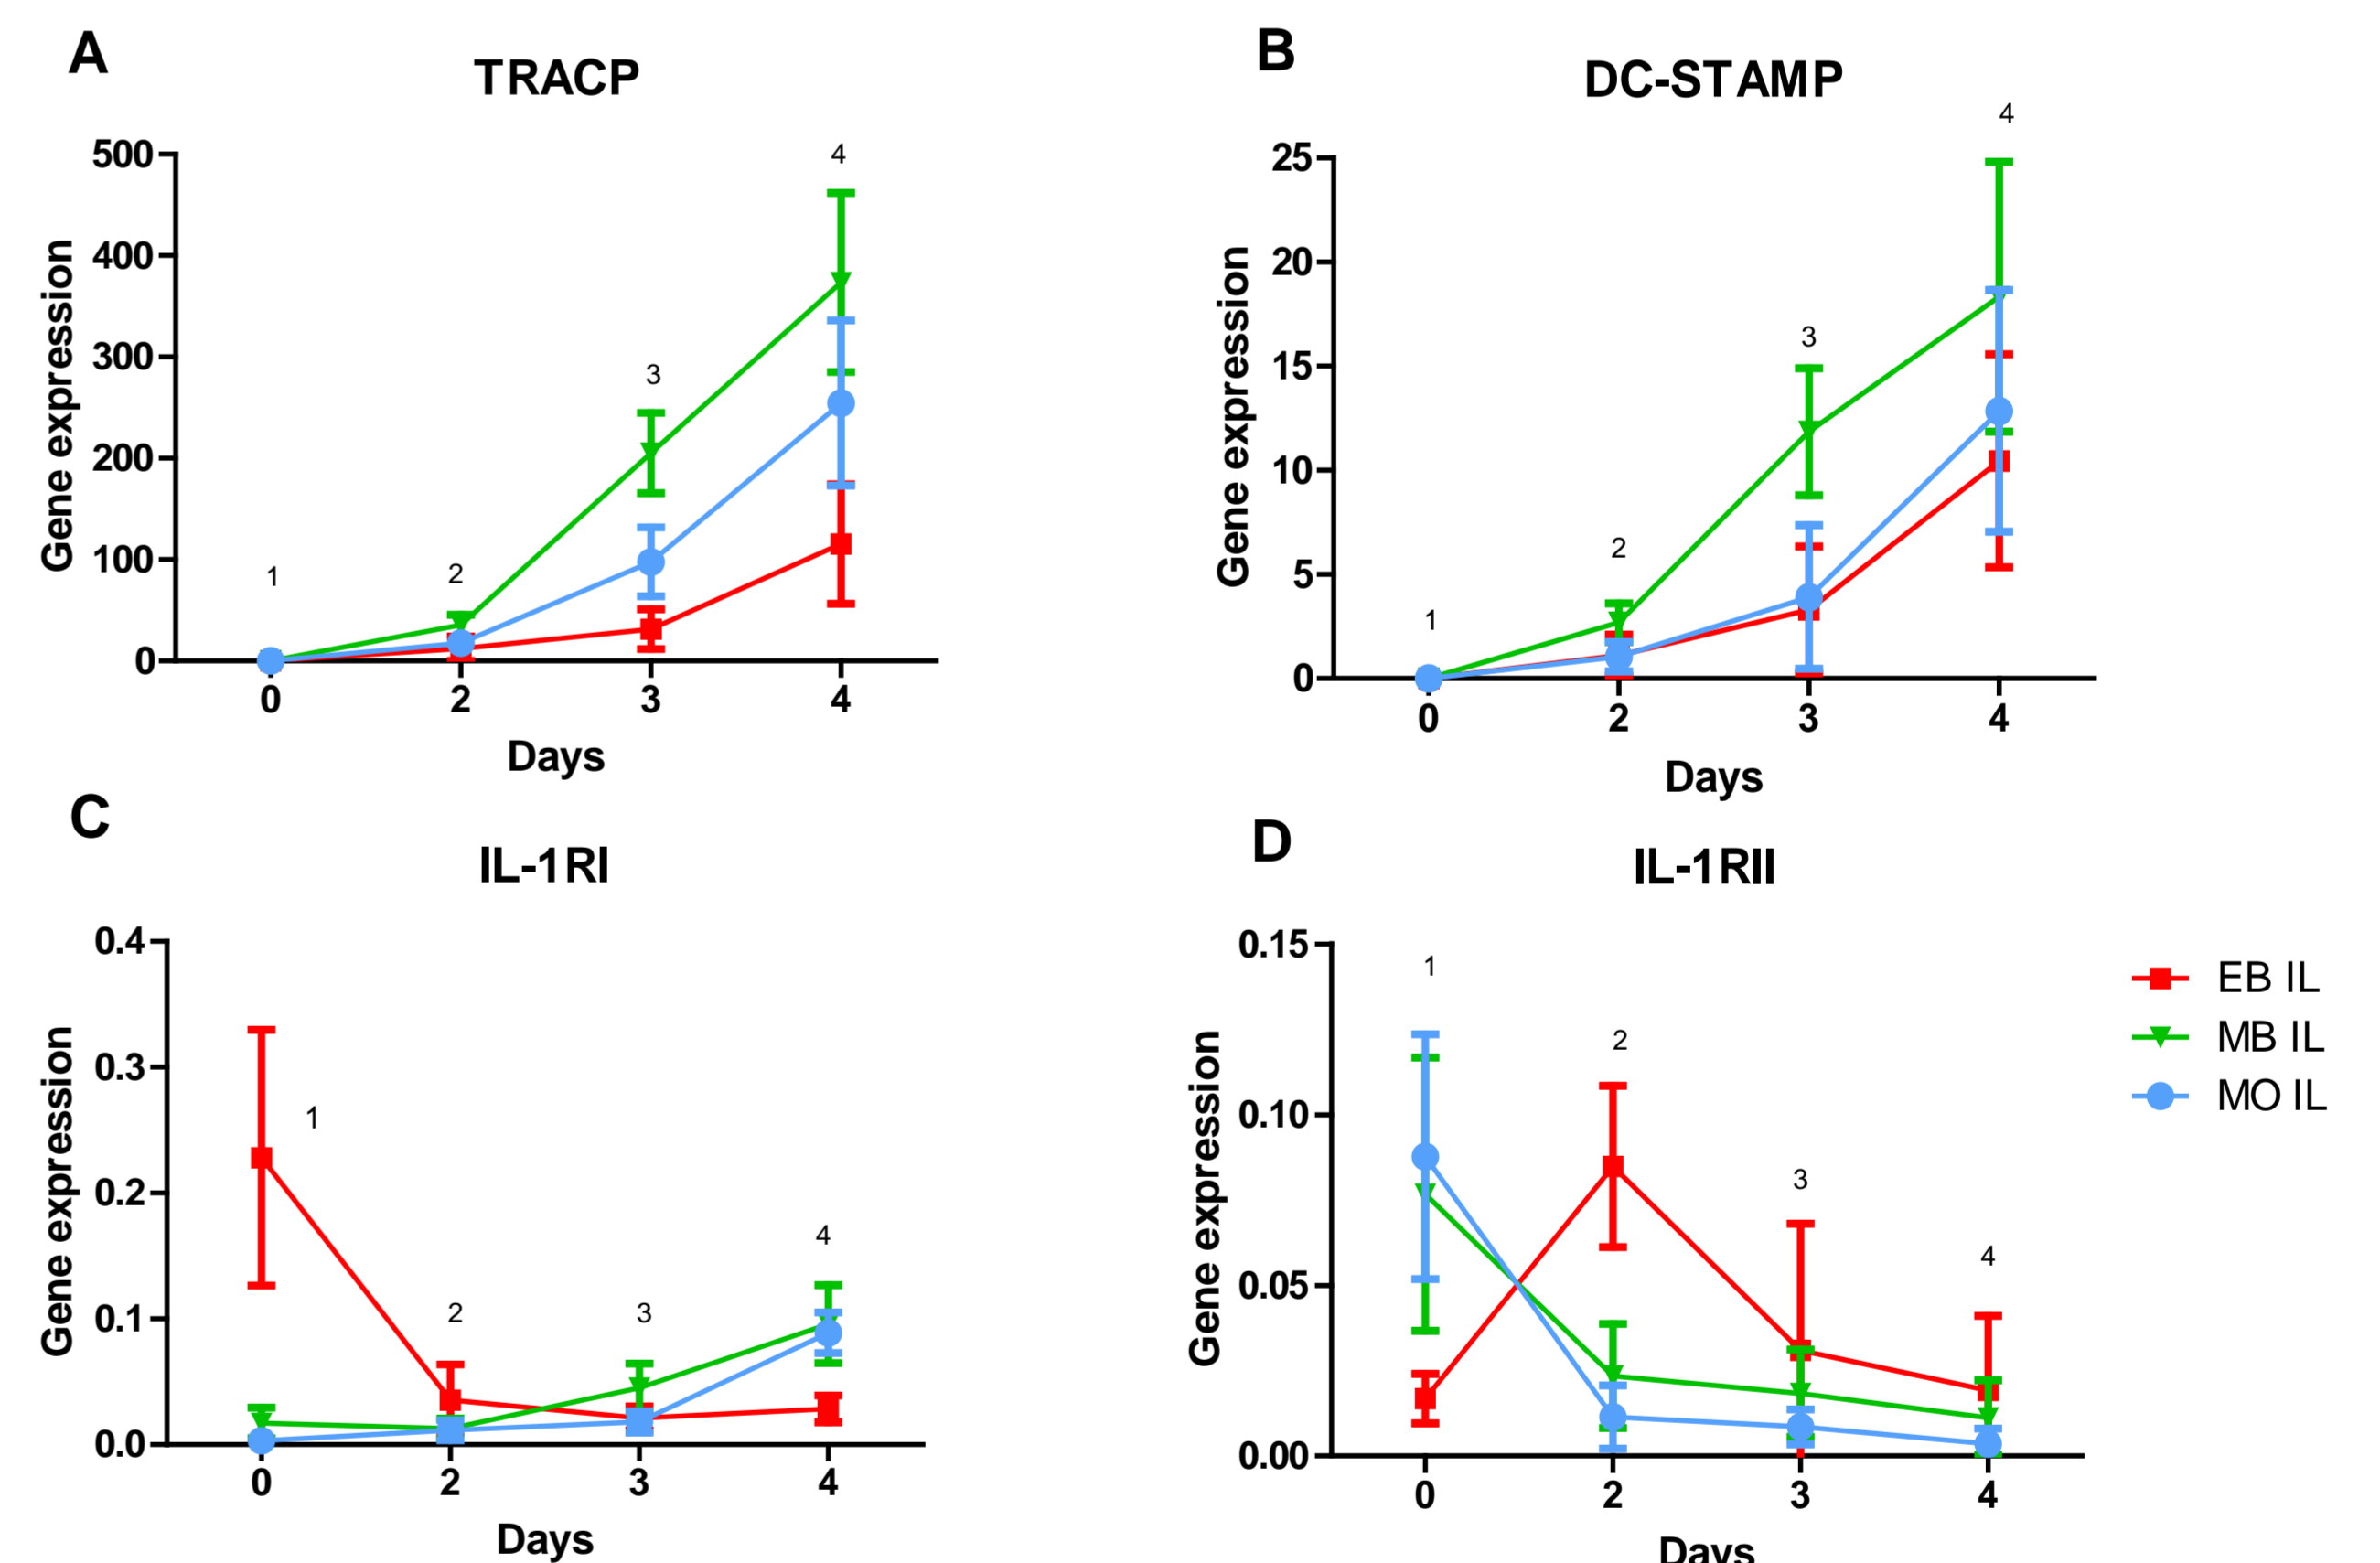 A
TRACP
500
400
300
200
100
0
Gene expression
1
2
3
4
0
2
3
4
Days
B
DC-STAMP
25
20
15
10
5
0
Gene expression
1
2
3
4
0
2
3
4
Days
C
IL-1RI
0.4
0.3
0.2
0.1
0.0
Gene expression
1
2
3
4
0
2
3
4
Days
D
IL-1RII
0.15
0.10
0.05
0.00
Gene expression
1
2
3
4
0
2
3
4
Days
EB IL
MB IL
MO IL